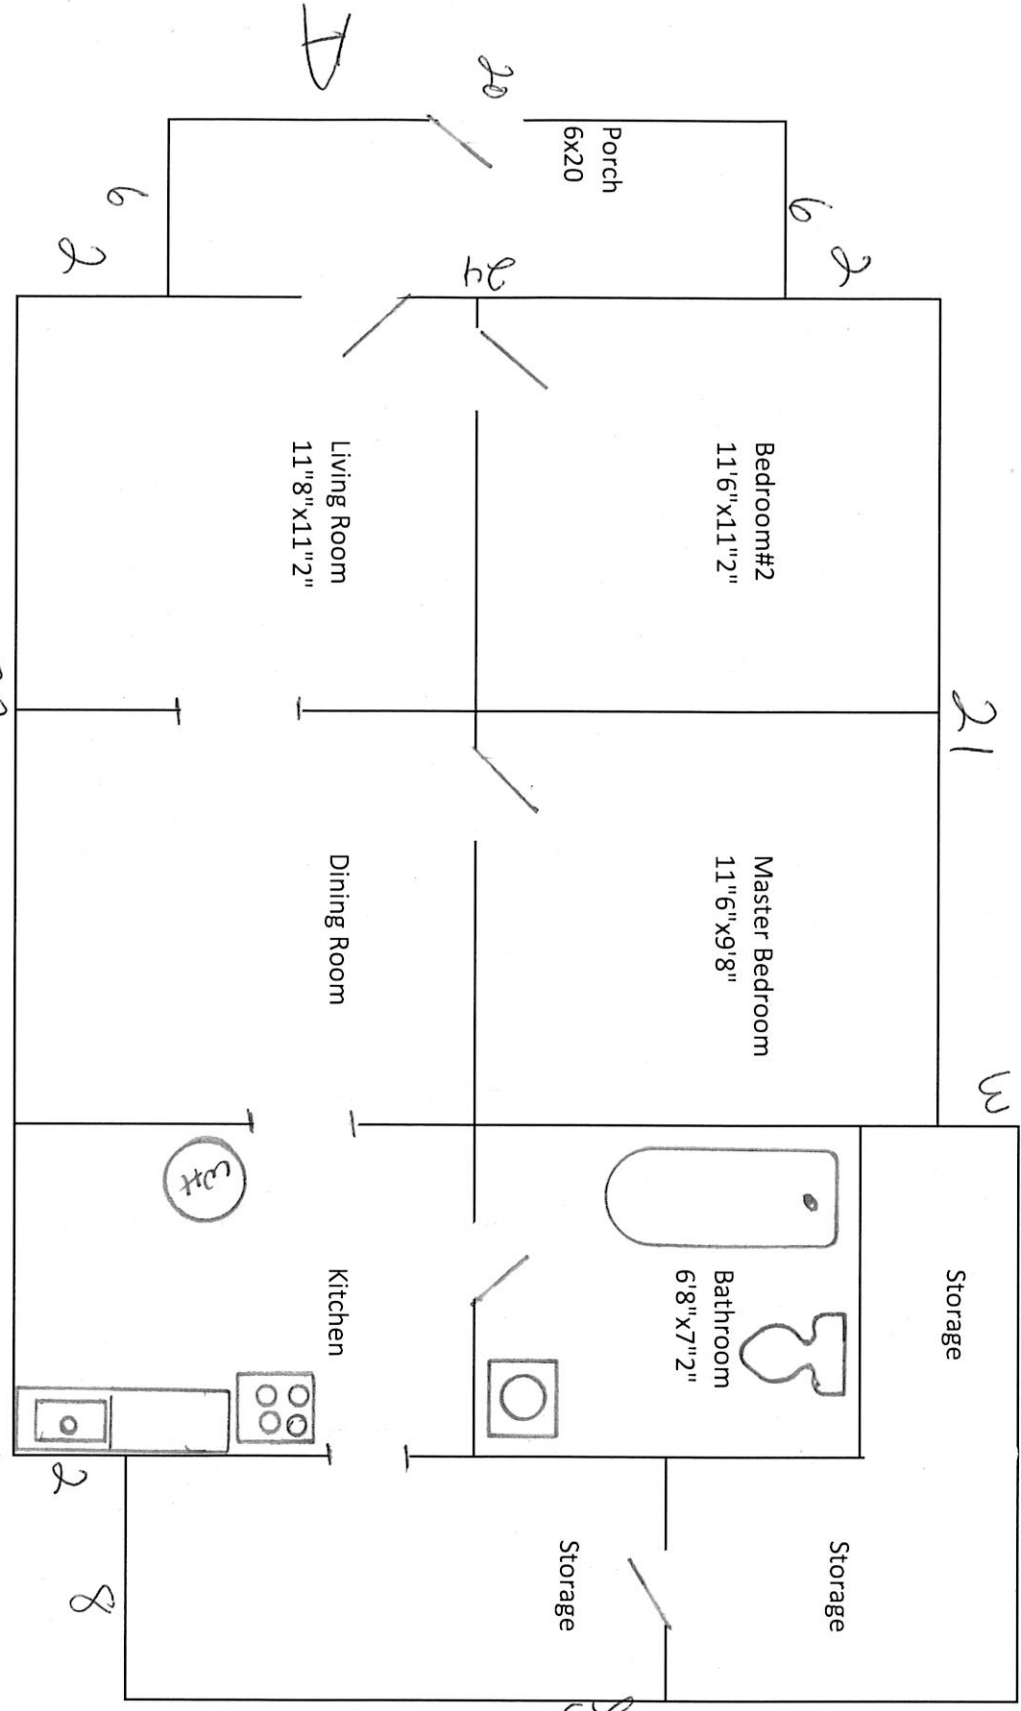 D
20
Porch
6x20
6
2
6
2
24
Bedroom#2
11'6"x11'2"
Living Room
11"8"x11"2"
21
Master Bedroom
11"6"x9'8"
Dining Room
3
WH
Kitchen
Bathroom
6'8"x7"2"
Storage
2
8
Storage
Storage